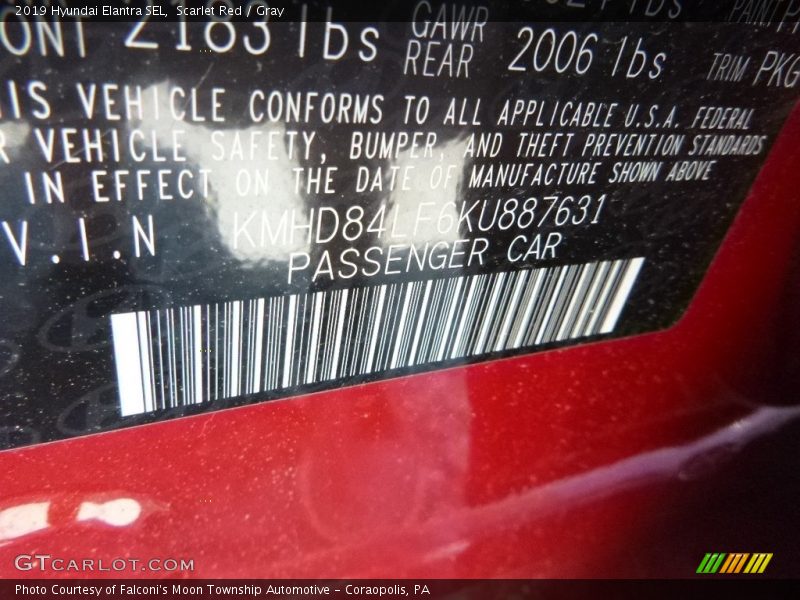 2019 Hyundai Elantra SEL, Scarlet Red / Gray
2183 lbs
GAWR
REAR
2006 lbs
TRIM PKG
VEHICLE CONFORMS TO ALL APPLICABLE U.S.A. FEDERAL
VEHICLE SAFETY, BUMPER, AND THEFT PREVENTION STANDARDS
IN EFFECT ON THE DATE OF MANUFACTURE SHOWN ABOVE
V.I.N KMHD84LF6KU887631
PASSENGER CAR
GTCARLOT.COM
Photo Courtesy of Falconi's Moon Township Automotive - Coraopolis, PA